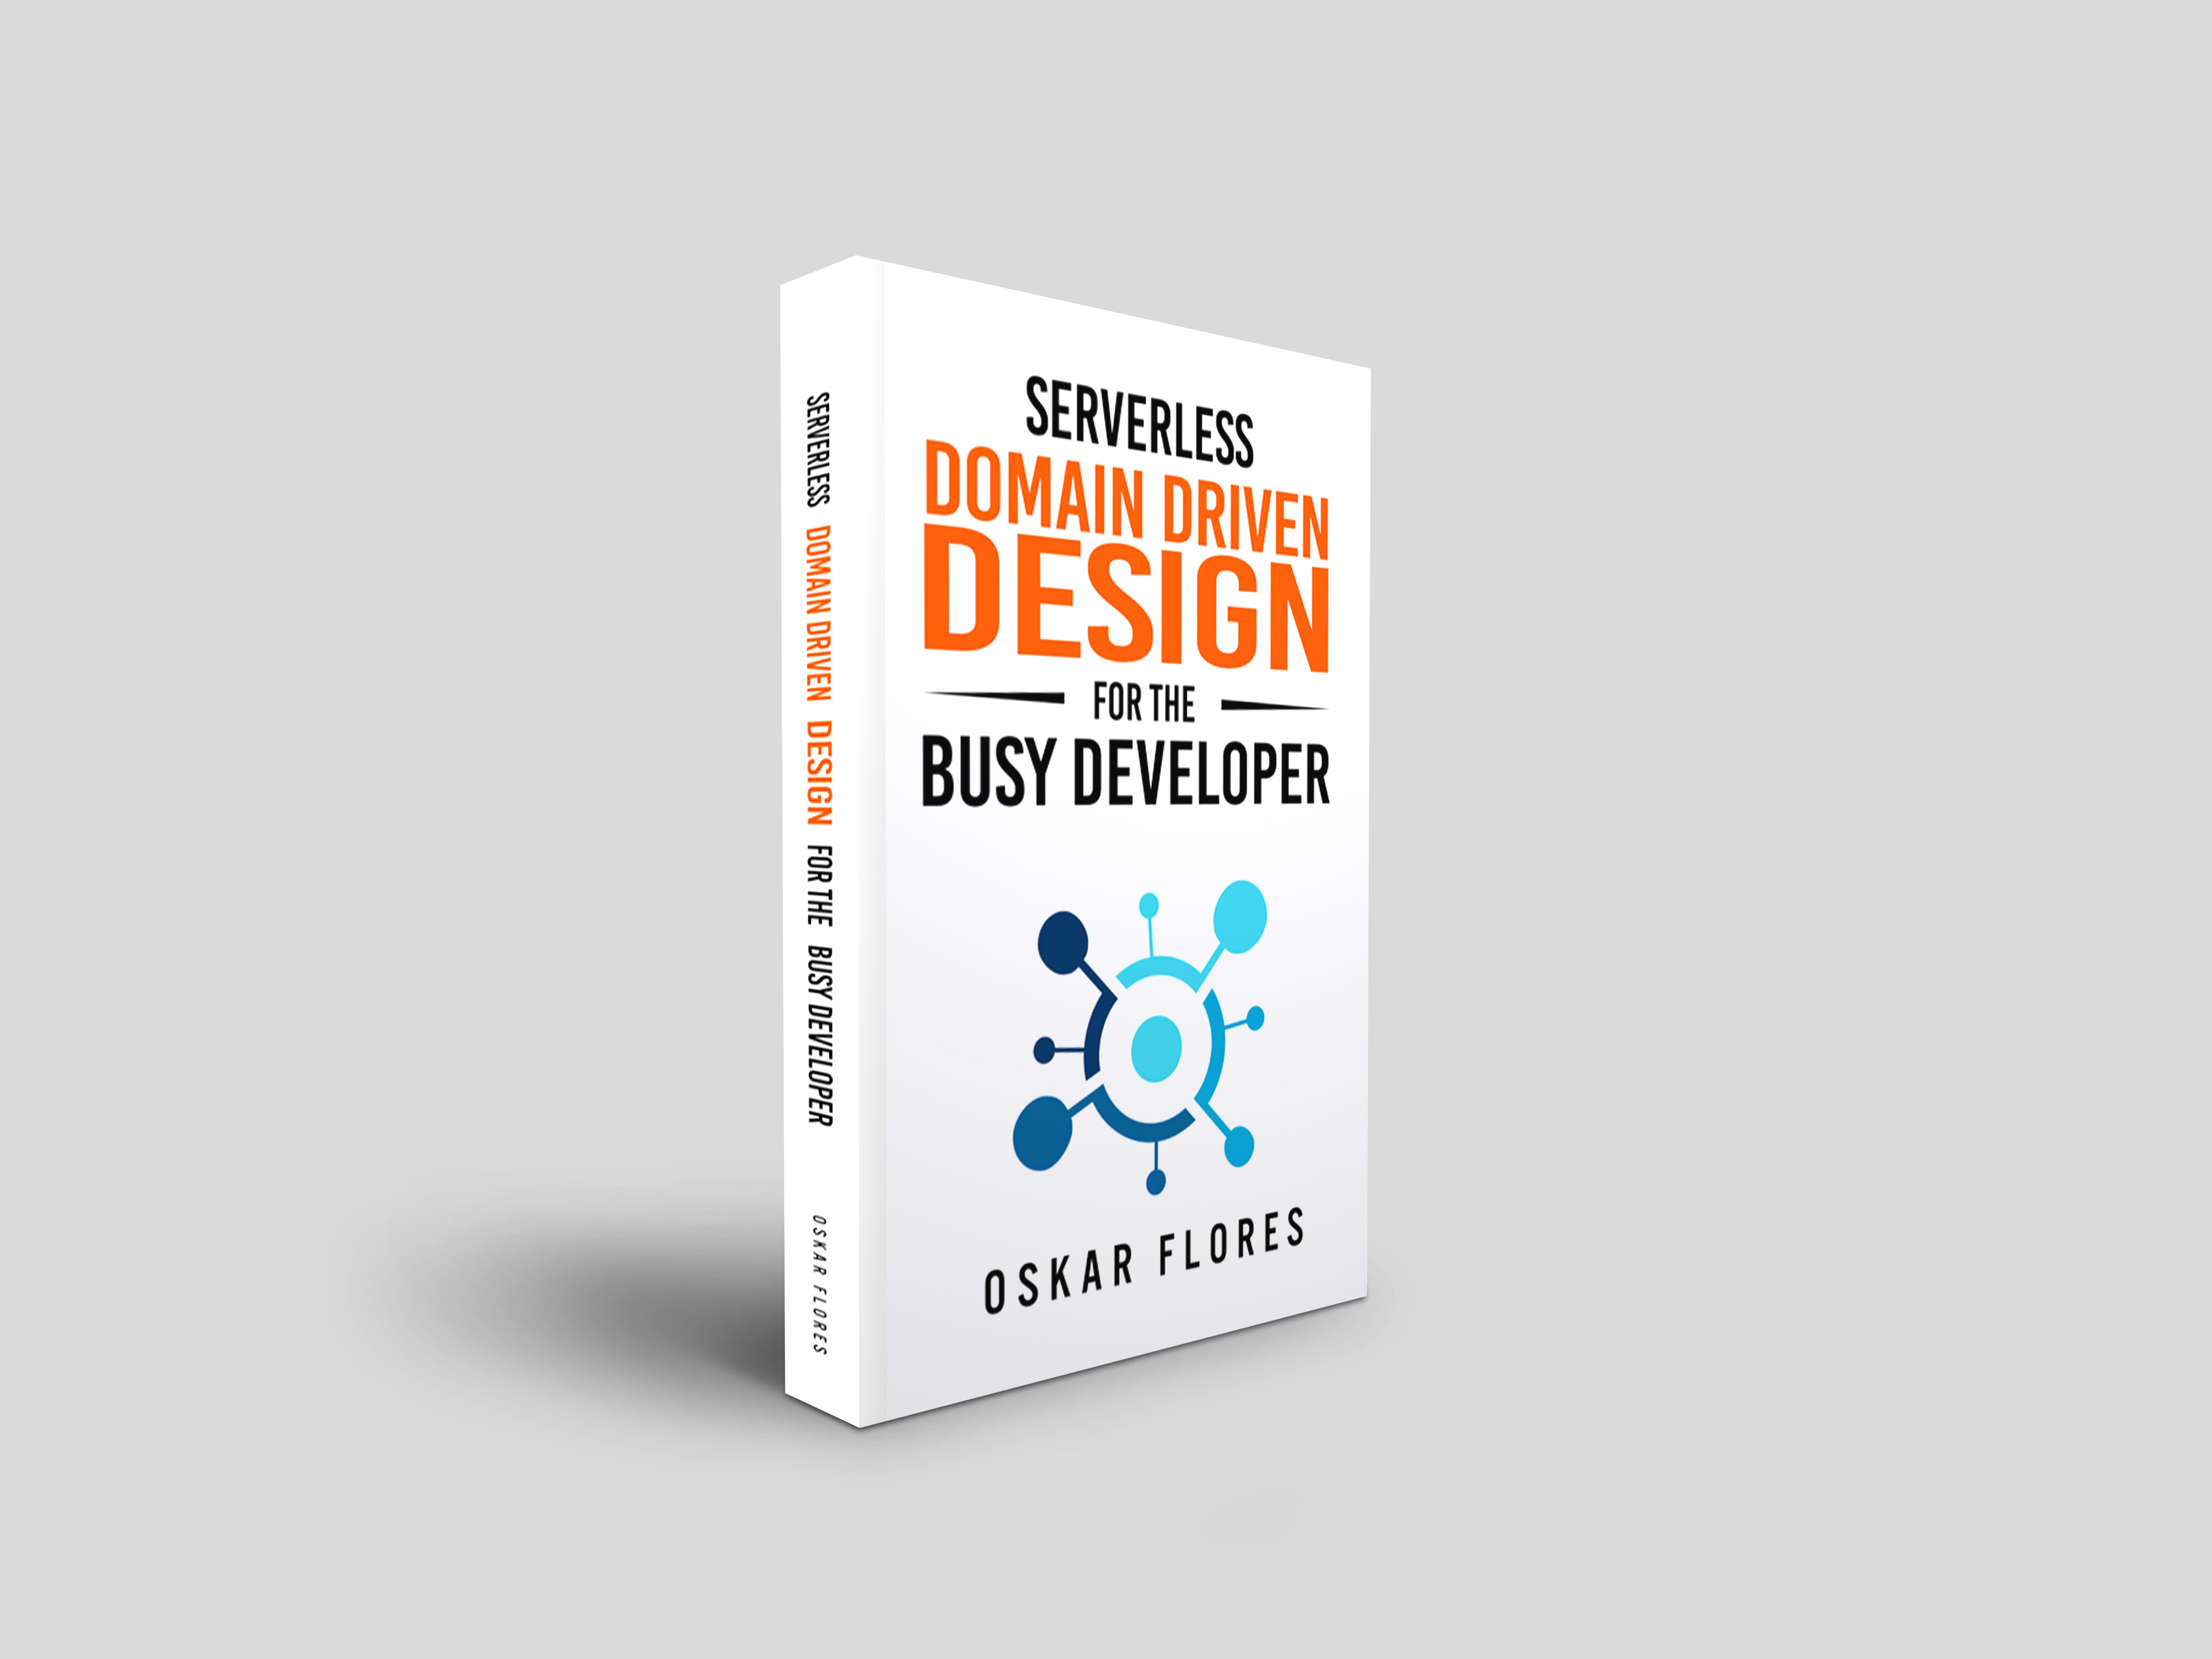 SERVERLESS
DOMAIN DRIVEN
DESIGN
FOR THE
BUSY DEVELOPER
OSKAR FLORES
SERVERLESS DOMAIN DRIVEN DESIGN FOR THE BUSY DEVELOPER OSKAR FLORES